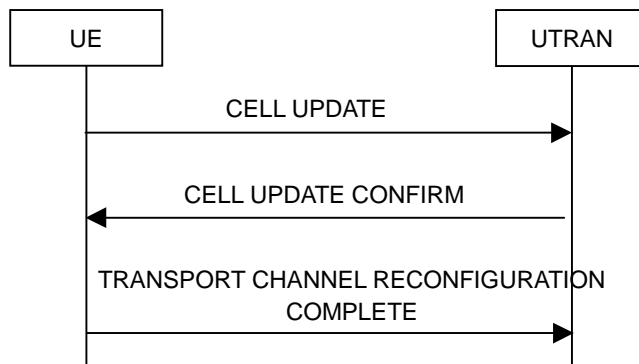 UE
UTRAN
CELL UPDATE
CELL UPDATE CONFIRM
TRANSPORT CHANNEL RECONFIGURATION
COMPLETE